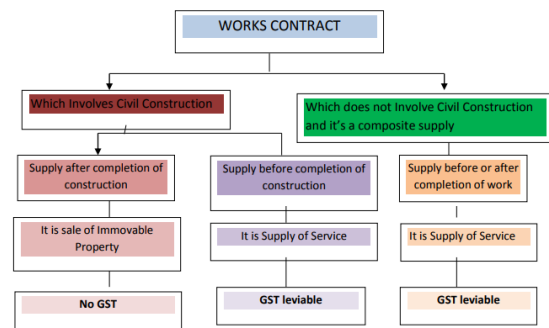 WORKS CONTRACT
Which Involves Civil Construction
Which does not Involve Civil Construction
and it's a composite supply
Supply after completion of
construction
Supply before completion of
construction
Supply before or after
completion of work
It is sale of Immovable
Property
It is Supply of Service
It is Supply of Service
No GST
GST leviable
GST leviable